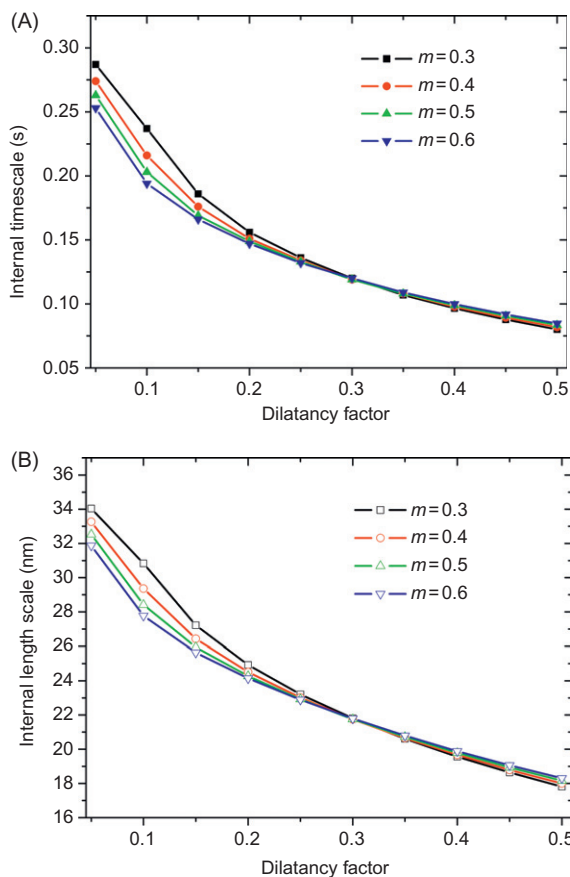 (A)
0.30
0.25
0.20
0.15
0.10
0.05
Internal timescale (s)
m=0.3
m=0.4
m=0.5
m=0.6
0.1 0.2 0.3 0.4 0.5
Dilatancy factor
(B)
36
34
32
30
28
26
24
22
20
18
16
Internal length scale (nm)
m=0.3
m=0.4
m=0.5
m=0.6
0.1 0.2 0.3 0.4 0.5
Dilatancy factor